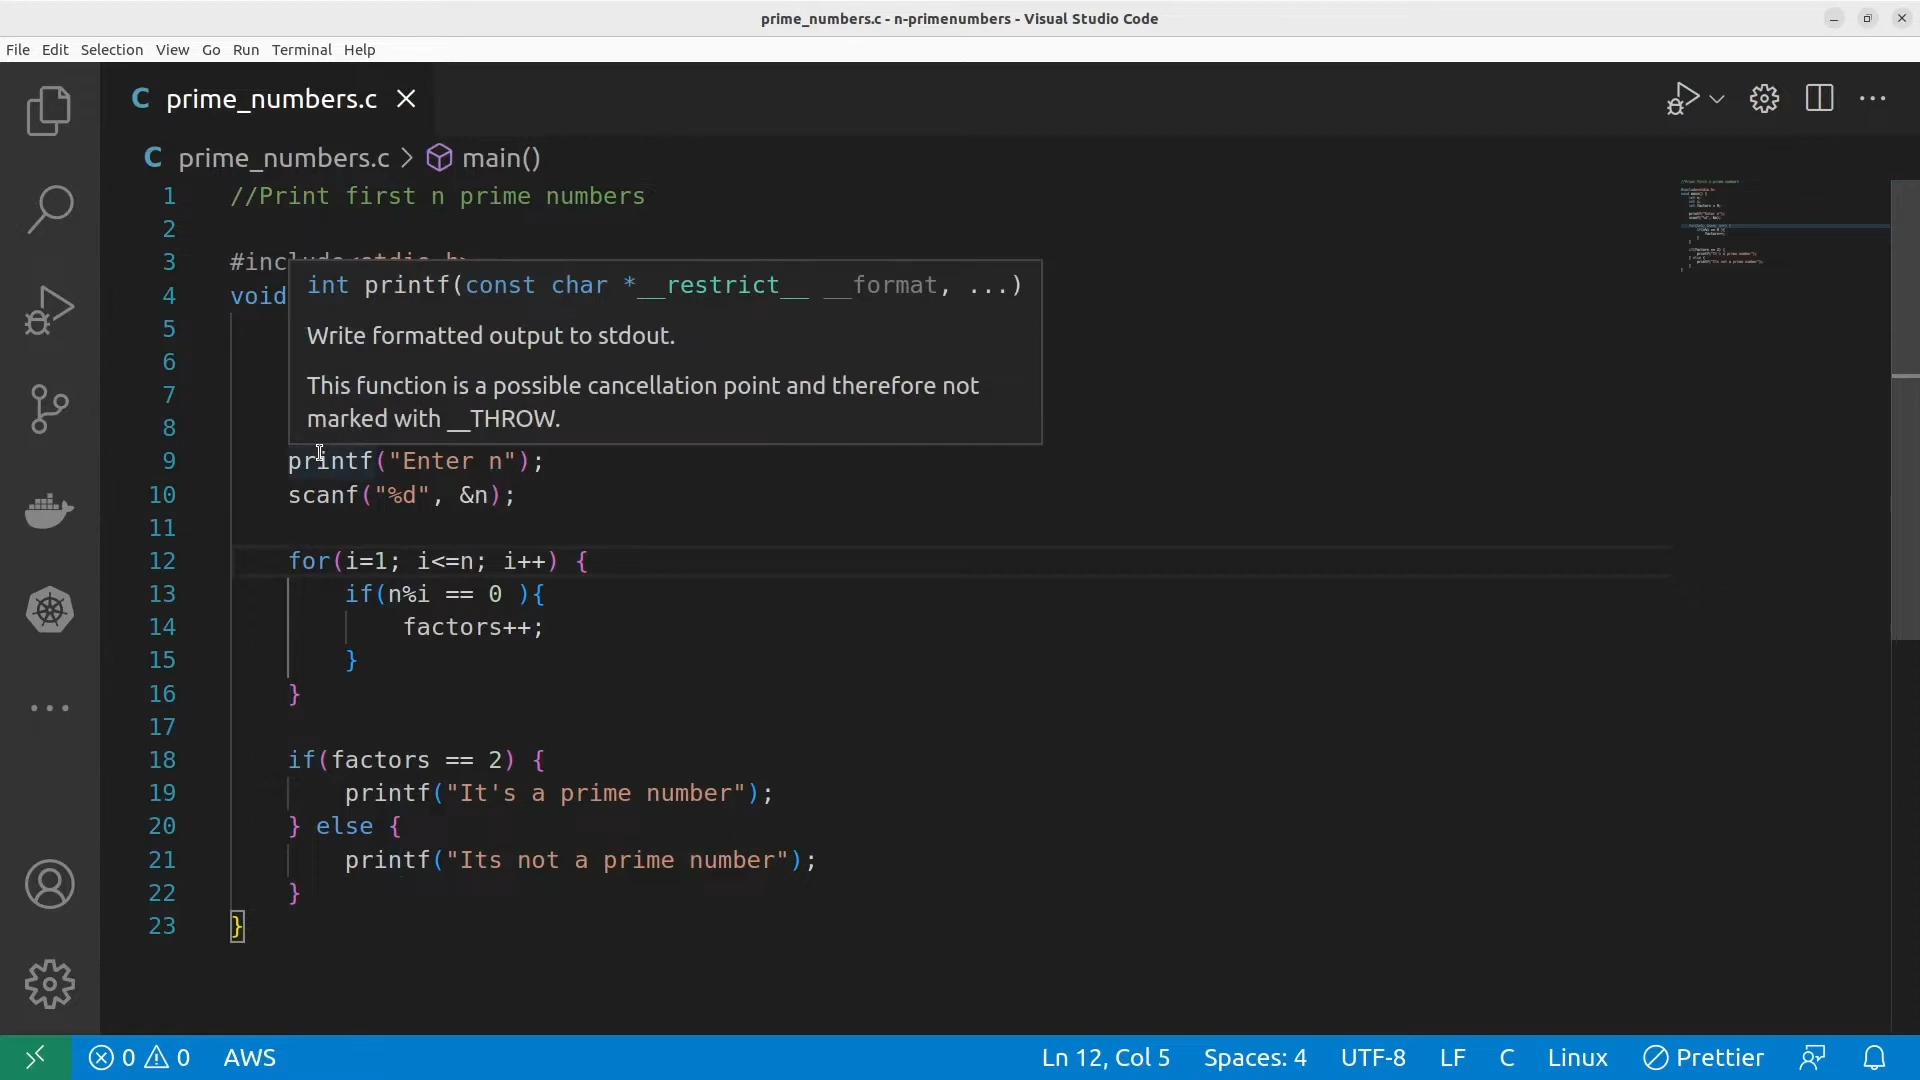 prime_numbers.c - n-primenumbers - Visual Studio Code
File Edit Selection View Go Run Terminal Help
C prime_numbers.c
C prime_numbers.c > main()
1 //Print first n prime numbers
2
3 #include<stdio.h>
int printf(const char *__restrict__ __format, ...)
4 void
Write formatted output to stdout.
5
6
This function is a possible cancellation point and therefore not
7
marked with __THROW.
8
9 printf("Enter n");
10 scanf("%d", &n);
11
12 for(i=1; i<=n; i++) {
13 if(n%i == 0 ){
14 factors++;
15 }
16 }
17
18 if(factors == 2) {
19 printf("It's a prime number");
20 } else {
21 printf("Its not a prime number");
22 }
23 }
0 0 AWS Ln 12, Col 5 Spaces: 4 UTF-8 LF C Linux Prettier